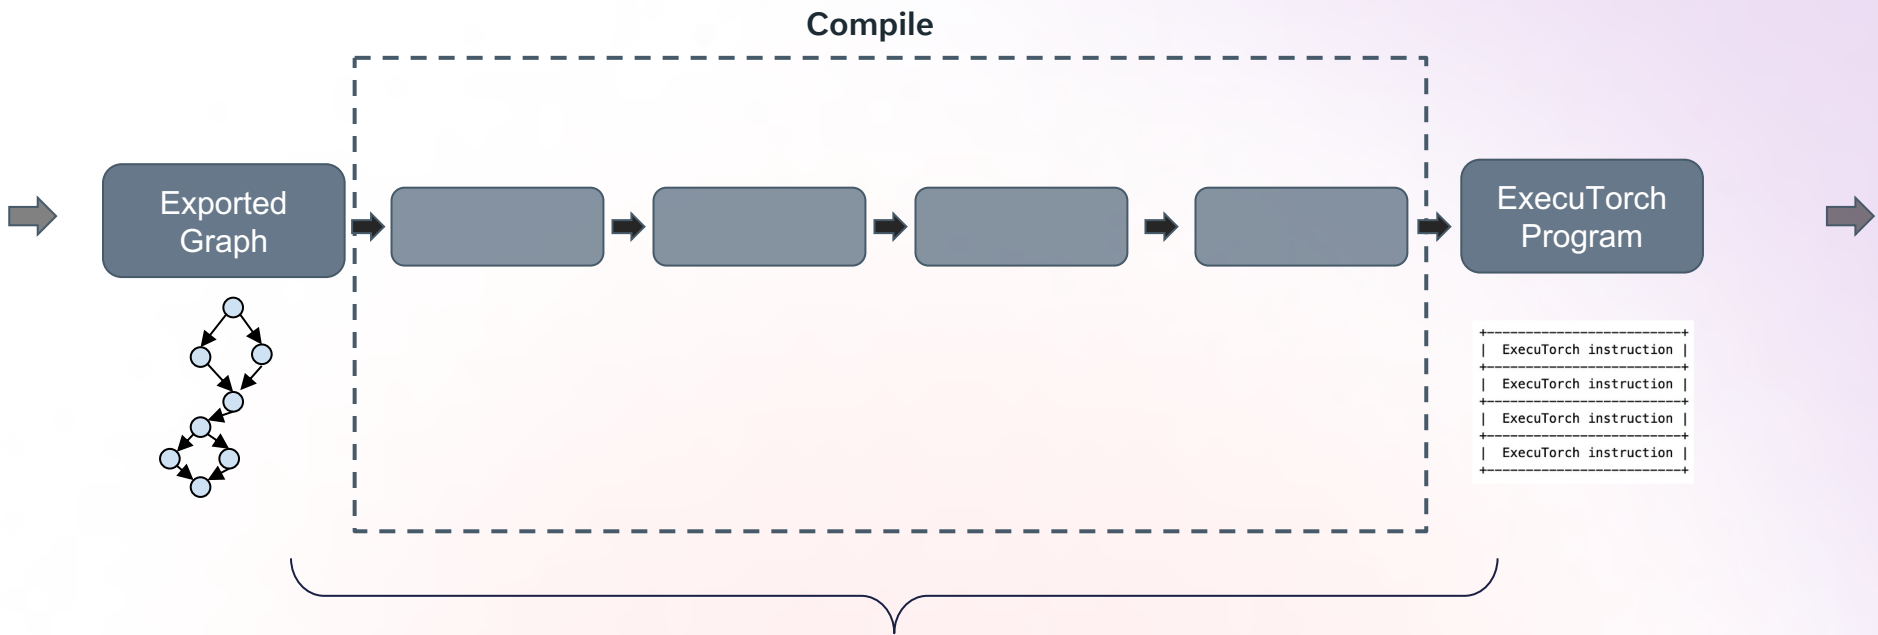 Compile
Exported
Graph
ExecuTorch
Program
+--------------------------+
| ExecuTorch instruction |
+--------------------------+
| ExecuTorch instruction |
+--------------------------+
| ExecuTorch instruction |
+--------------------------+
| ExecuTorch instruction |
+--------------------------+